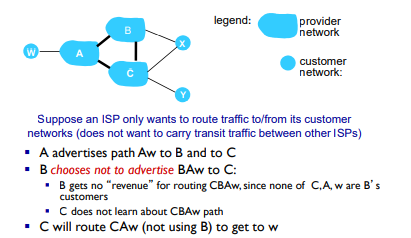 legend:
provider
network
customer
network:
W
A
B
C
X
Y
Suppose an ISP only wants to route traffic to/from its customer
networks (does not want to carry transit traffic between other ISPs)
▪ A advertises path Aw to B and to C
▪ B chooses not to advertise BAw to C:
▪ B gets no "revenue" for routing CBAw, since none of C,A, w are B's
customers
▪ C does not learn about CBAw path
▪ C will route CAw (not using B) to get to w